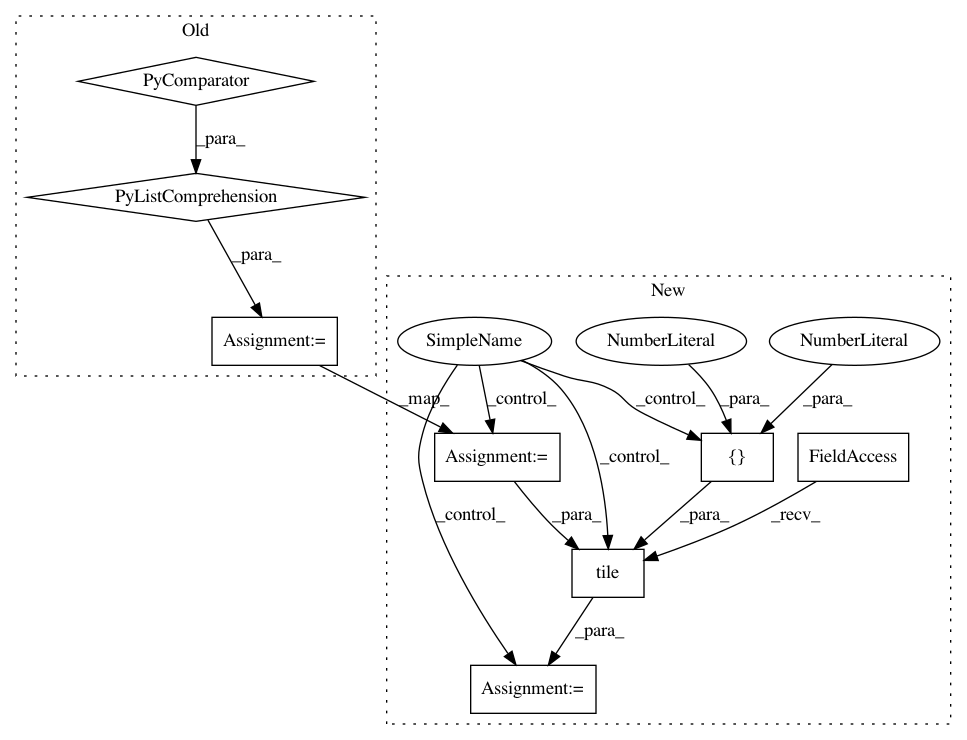 Old
PyComparator
_para_
PyListComprehension
_para_
New
Assignment:=
SimpleName
NumberLiteral
NumberLiteral
_map_
_control_
_control_
_para_
_para_
Assignment:=
{}
FieldAccess
_control_
_control_
_para_
_para_
_recv_
tile
_para_
Assignment:=